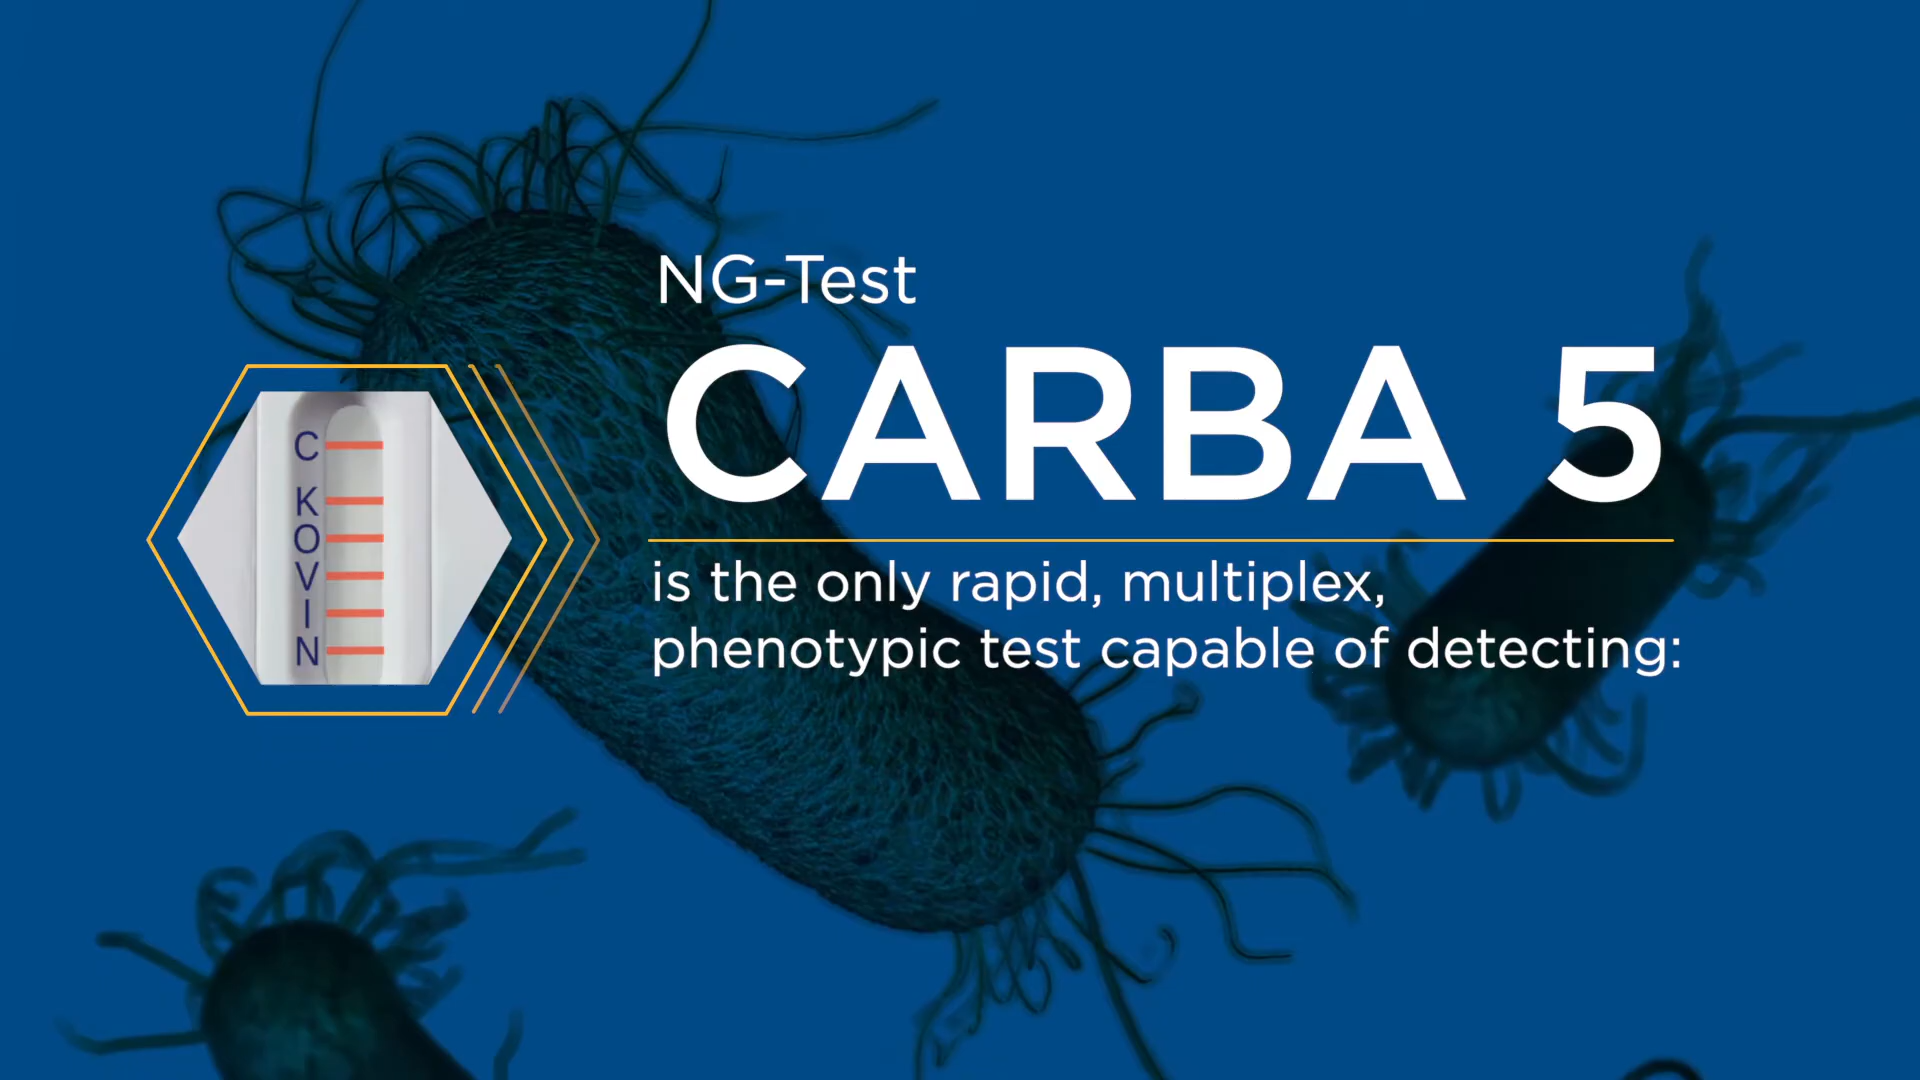 NG-Test
CARBA 5
is the only rapid, multiplex,
phenotypic test capable of detecting:
C
K
O
V
I
N